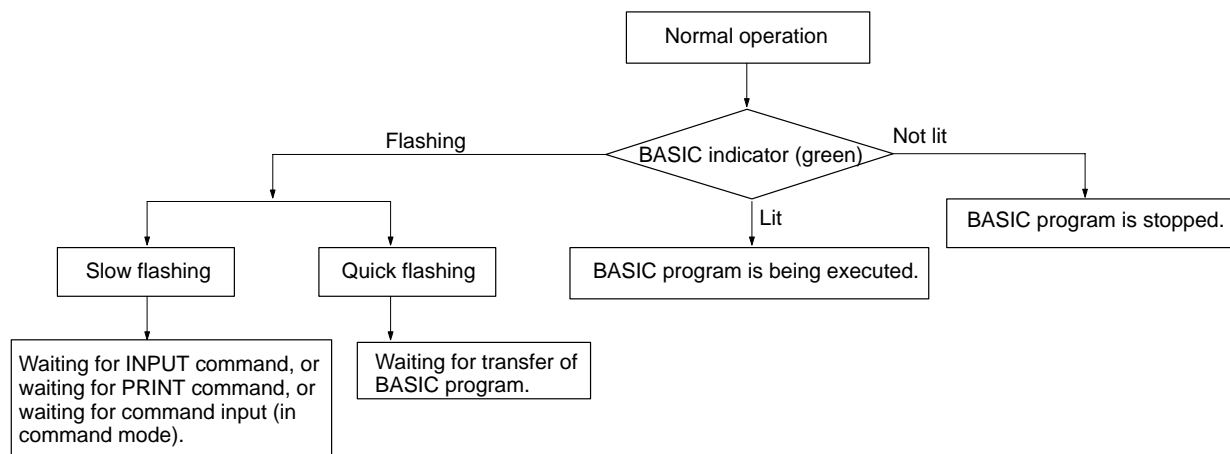 Normal operation
Flashing
BASIC indicator (green)
Not lit
Lit
BASIC program is stopped.
Slow flashing
Quick flashing
BASIC program is being executed.
Waiting for INPUT command, or
waiting for PRINT command, or
waiting for command input (in
command mode).
Waiting for transfer of
BASIC program.